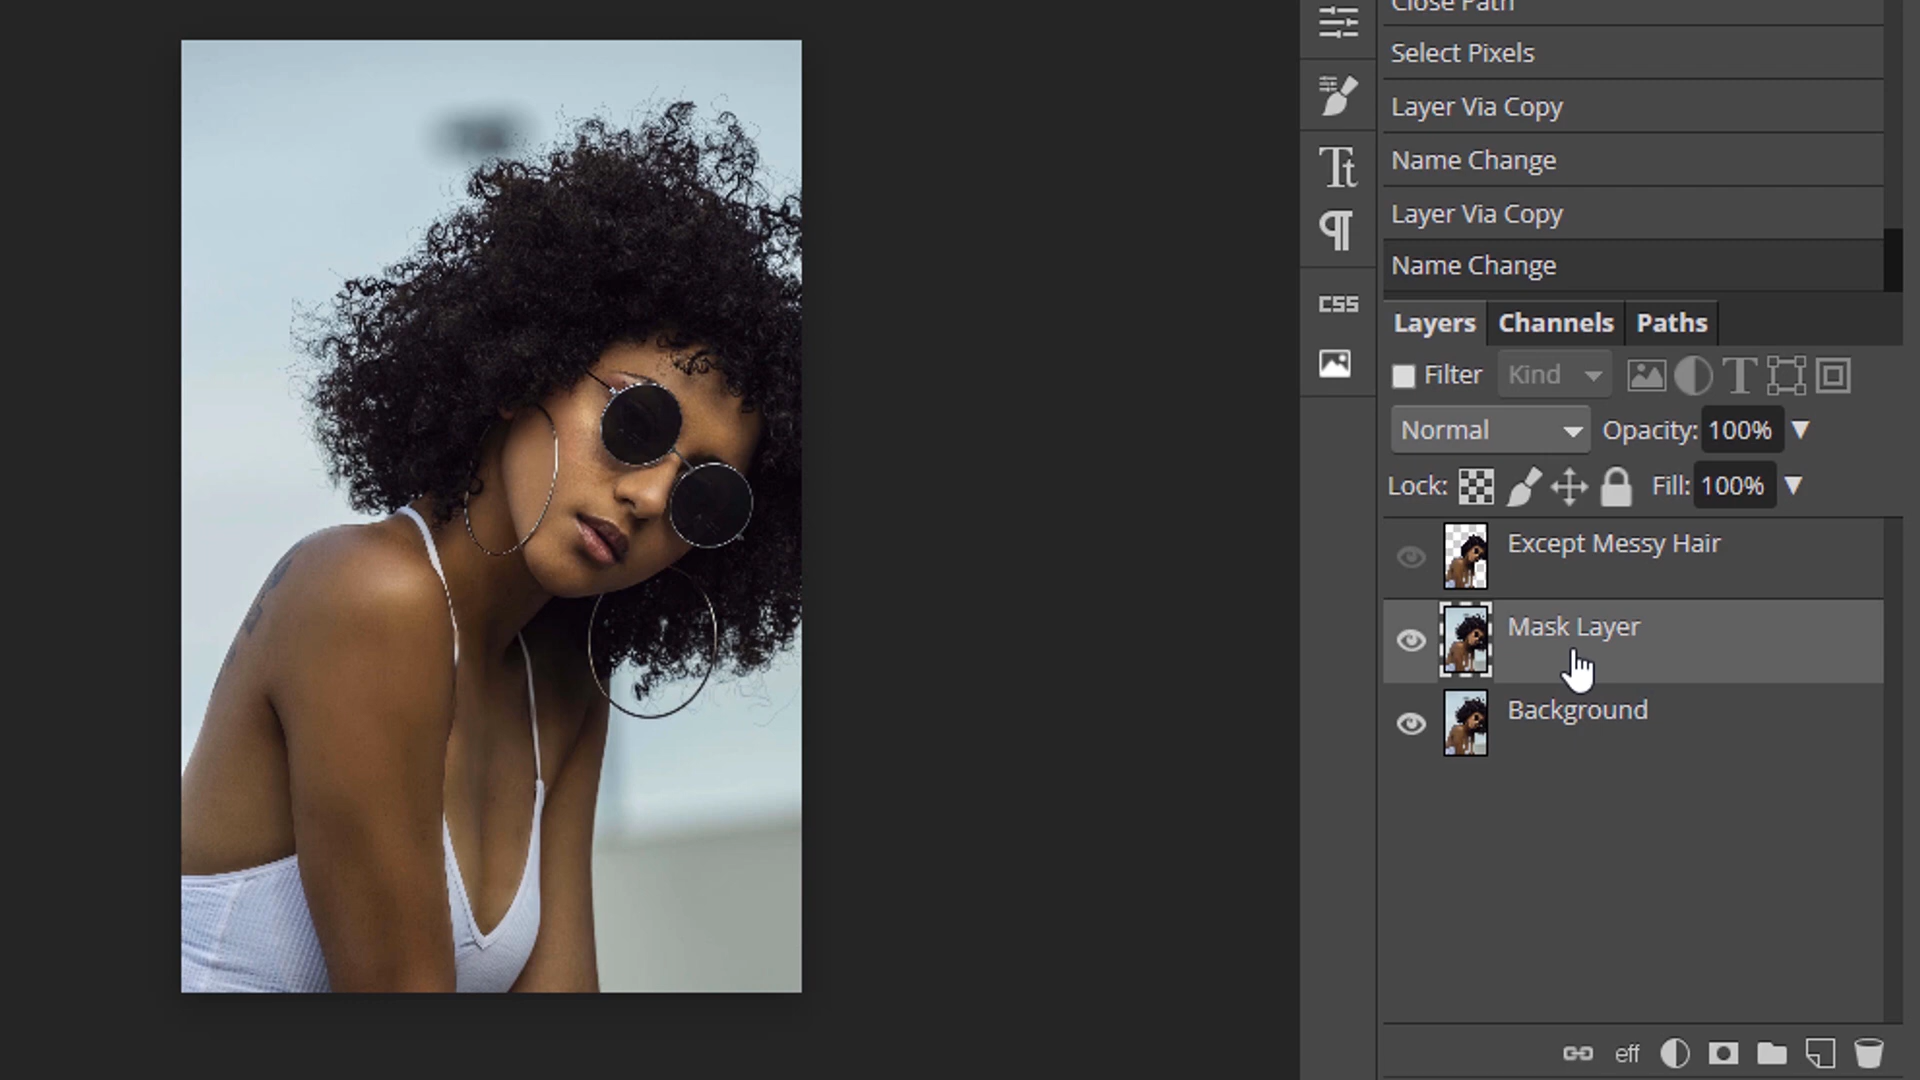 Close Path
Select Pixels
Layer Via Copy
Name Change
Layer Via Copy
Name Change
Tt
¶
CSS
Layers Channels Paths
Filter Kind T
Normal Opacity: 100%
Lock: Fill: 100%
Except Messy Hair
Mask Layer
Background
eff